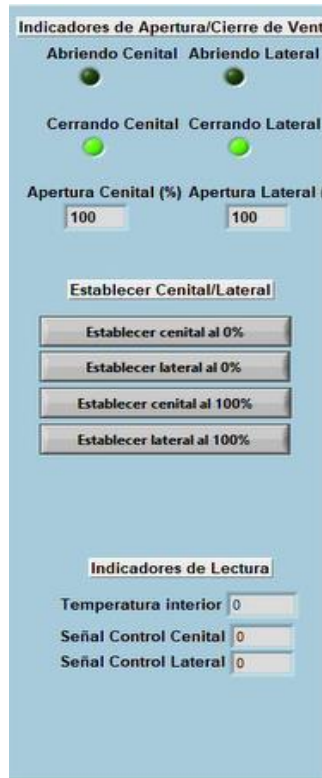 Indicadores de Apertura/Cierre de Vent
Abriendo Cenital Abriendo Lateral
Cerrando Cenital Cerrando Lateral
Apertura Cenital (%) Apertura Lateral (
100 100
Establecer Cenital/Lateral
Establecer cenital al 0%
Establecer lateral al 0%
Establecer cenital al 100%
Establecer lateral al 100%
Indicadores de Lectura
Temperatura interior 0
Señal Control Cenital 0
Señal Control Lateral 0